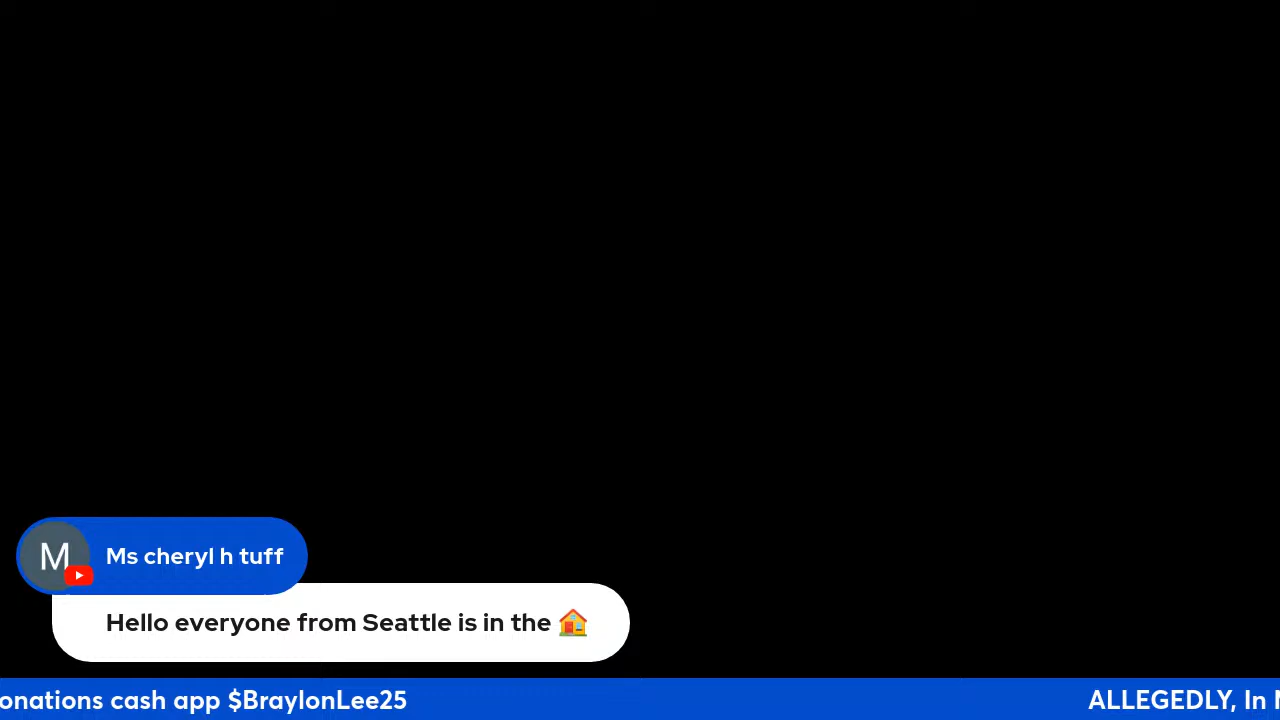 M
Ms cheryl h tuff
Hello everyone from Seattle is in the 🏠
onations cash app $BraylonLee25
ALLEGEDLY, In